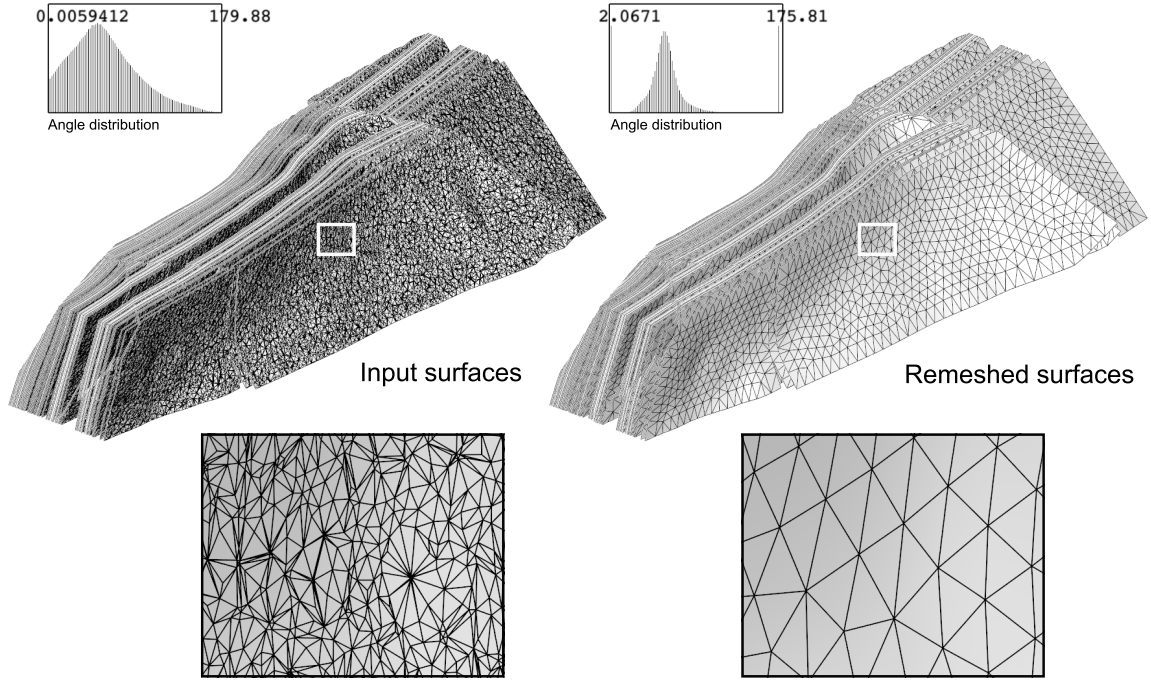 0.0059412 179.88
Angle distribution
2.0671 175.81
Angle distribution
Input surfaces
Remeshed surfaces